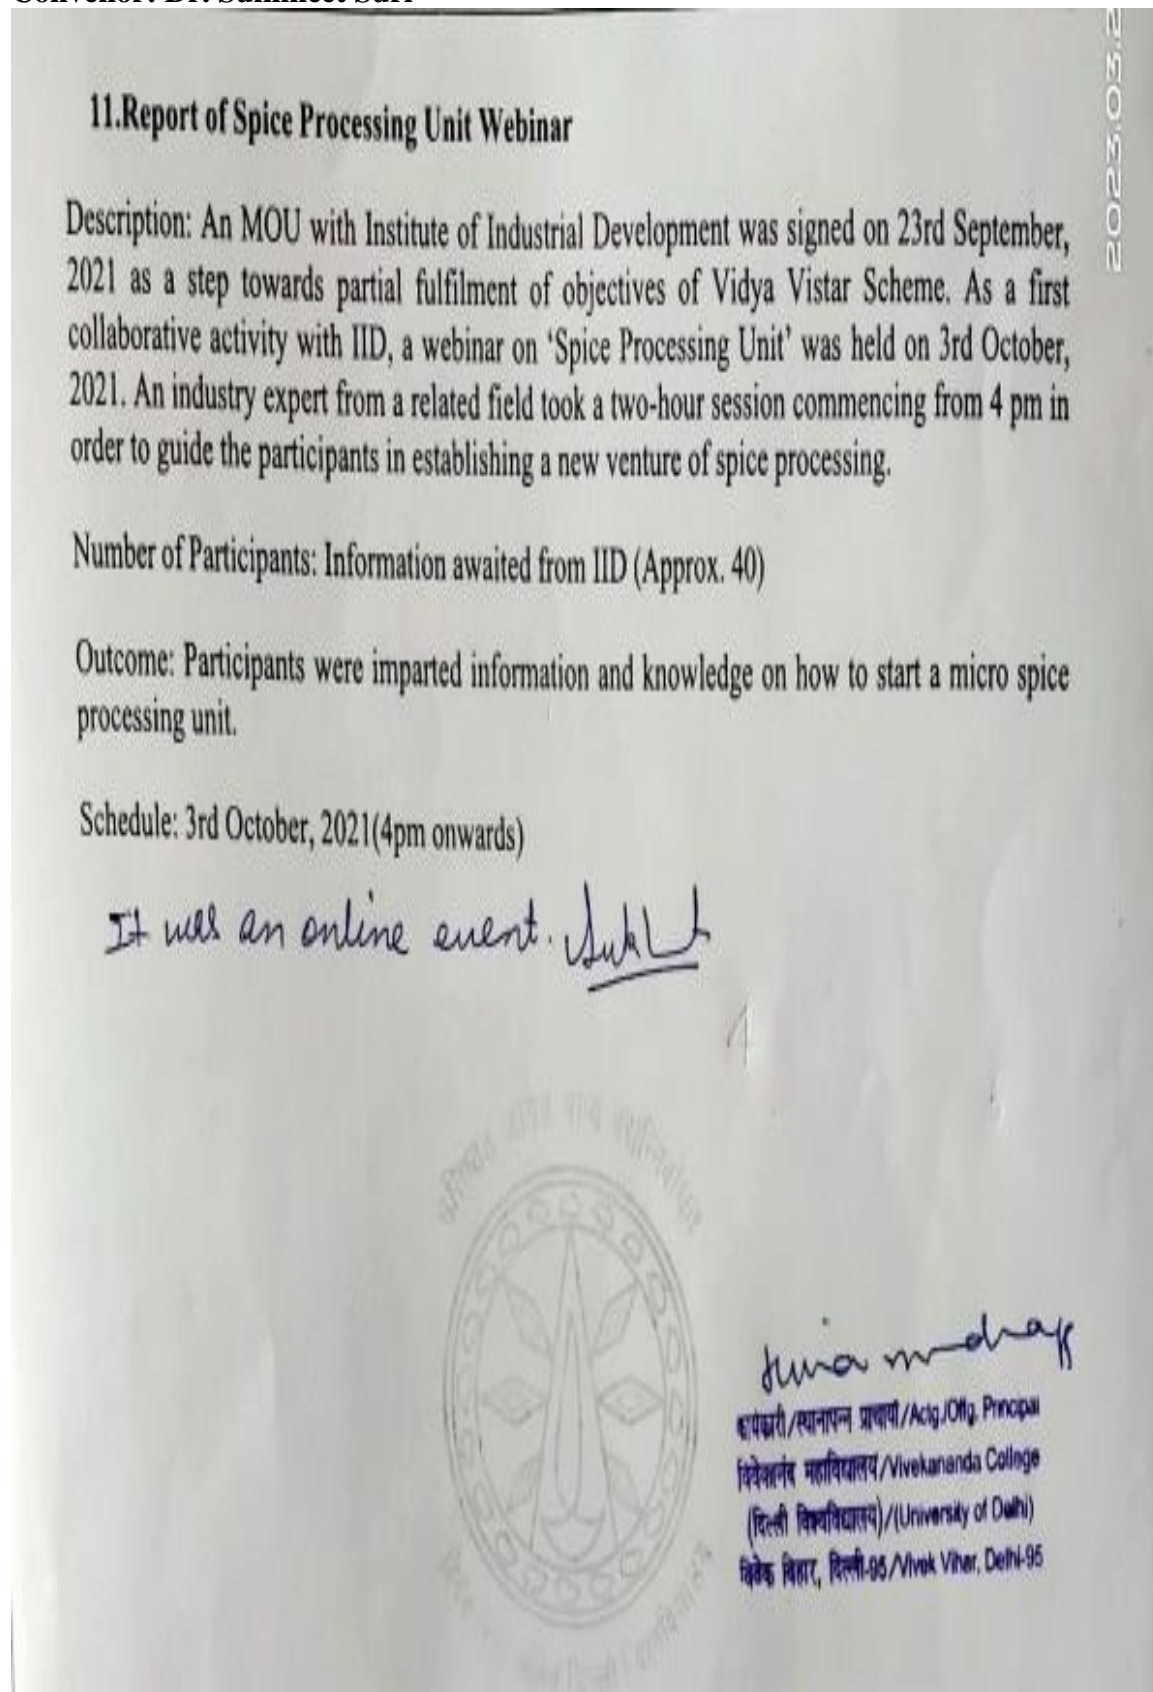 11.Report of Spice Processing Unit Webinar
Description: An MOU with Institute of Industrial Development was signed on 23rd September,
2021 as a step towards partial fulfilment of objectives of Vidya Vistar Scheme. As a first
collaborative activity with IID, a webinar on ‘Spice Processing Unit’ was held on 3rd October,
2021. An industry expert from a related field took a two-hour session commencing from 4 pm in
order to guide the participants in establishing a new venture of spice processing.
Number of Participants: Information awaited from IID (Approx. 40)
Outcome: Participants were imparted information and knowledge on how to start a micro spice
processing unit.
Schedule: 3rd October, 2021(4pm onwards)
It was an online event.
कार्यकारी/स्थानापन्न प्राचार्या/Actg./Offg. Principal
विवेकानंद महाविद्यालय/Vivekananda College
(दिल्ली विश्वविद्यालय)/(University of Delhi)
विवेक विहार, दिल्ली-95/Vivek Vihar, Delhi-95
2023.03.2